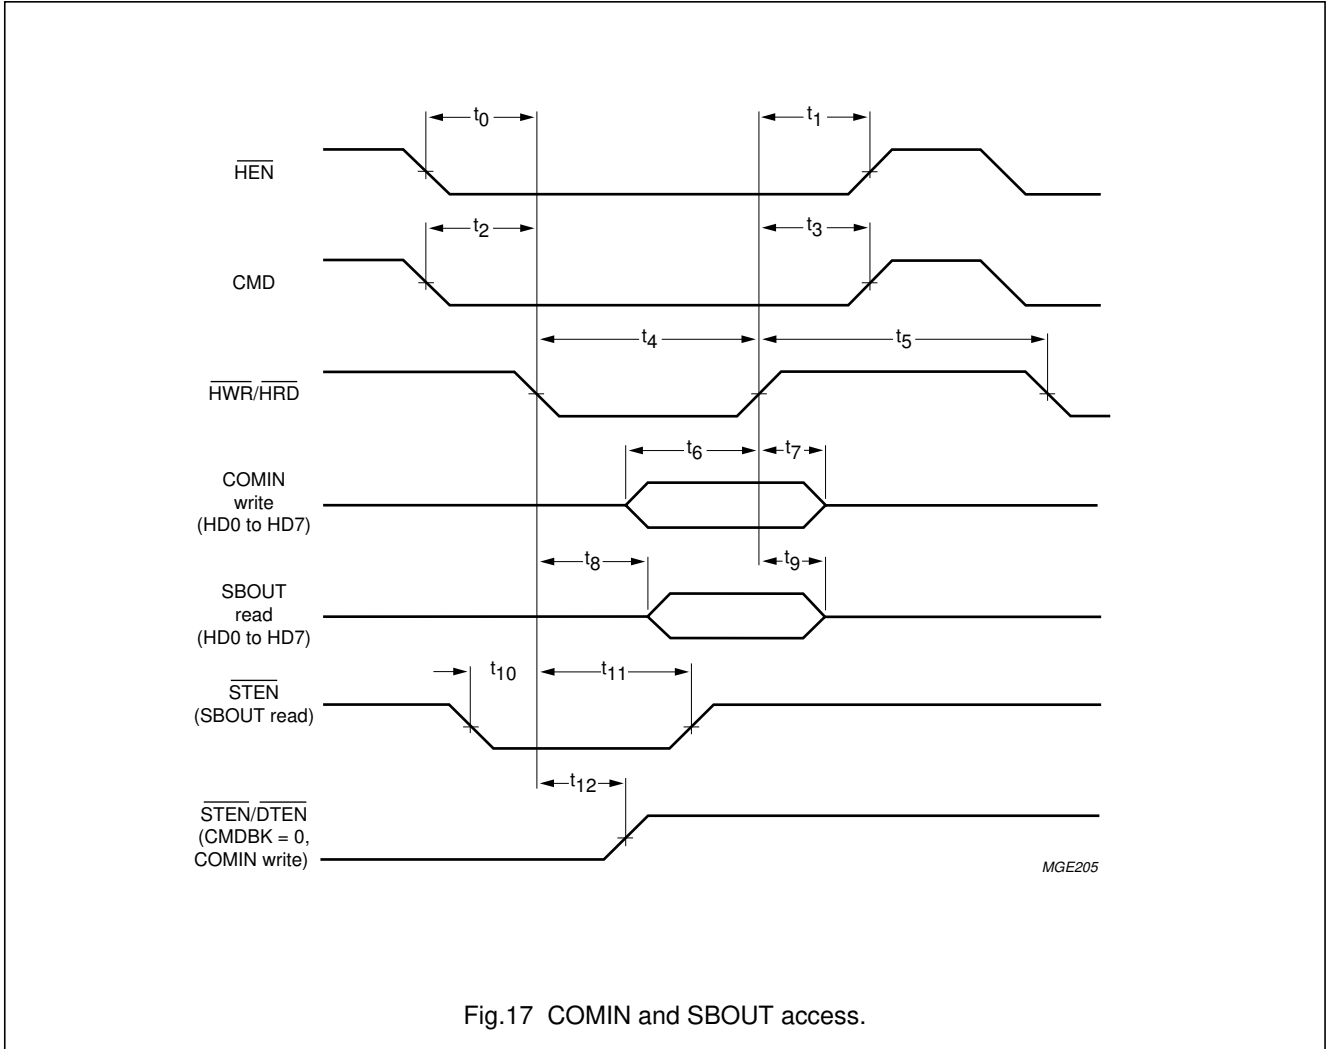 t0
t1
HEN
t2
t3
CMD
t4
t5
HWR/HRD
t6
t7
COMIN
write
(HD0 to HD7)
t8
t9
SBOUT
read
(HD0 to HD7)
t10
t11
STEN
(SBOUT read)
t12
STEN/DTEN
(CMDBK = 0,
COMIN write)
MGE205
Fig.17 COMIN and SBOUT access.